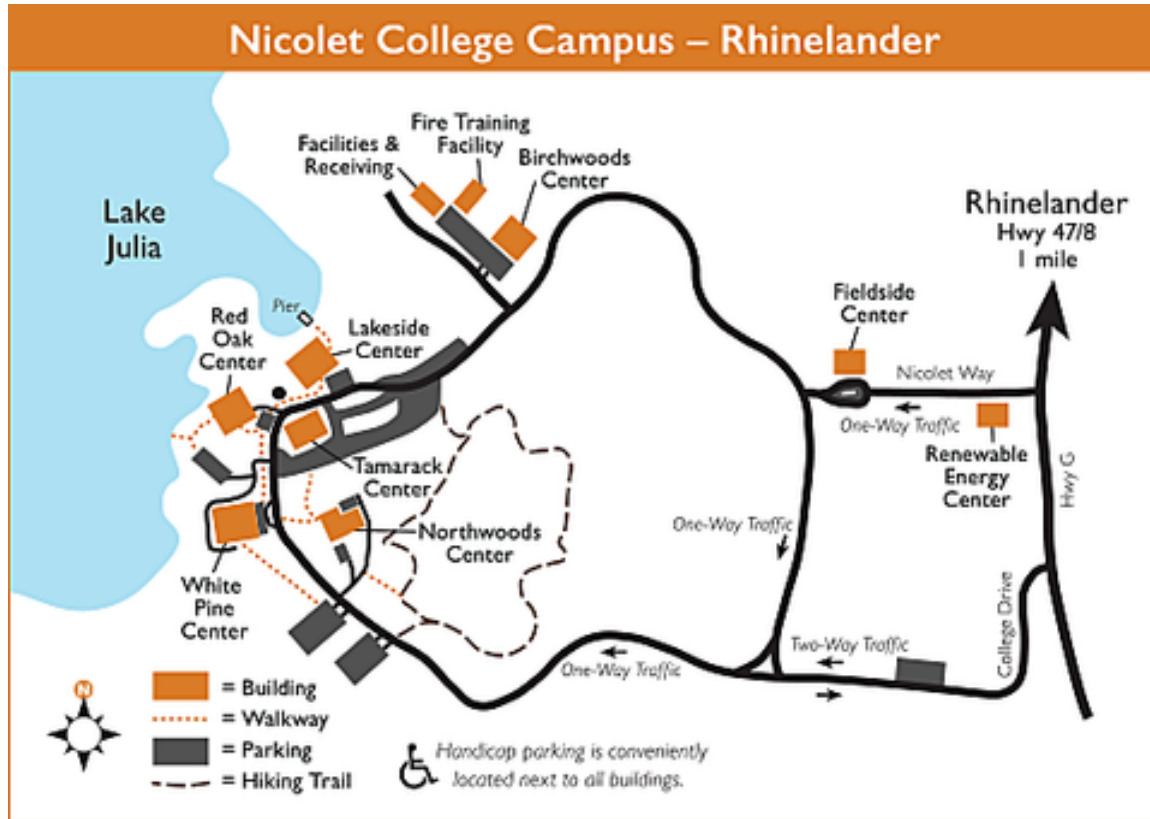 Nicolet College Campus – Rhinelander
Fire Training
Facility
Facilities &
Receiving
Birchwoods
Center
Lake
Julia
Rhinelander
Hwy 47/8
1 mile
Pier
Red
Oak
Center
Lakeside
Center
Fieldside
Center
Nicolet Way
One-Way Traffic
Renewable
Energy
Center
Hwy G
Tamarack
Center
Northwoods
Center
One-Way Traffic
White
Pine
Center
College Drive
Two-Way Traffic
One-Way Traffic
N
= Building
= Walkway
= Parking
= Hiking Trail
Handicap parking is conveniently
located next to all buildings.